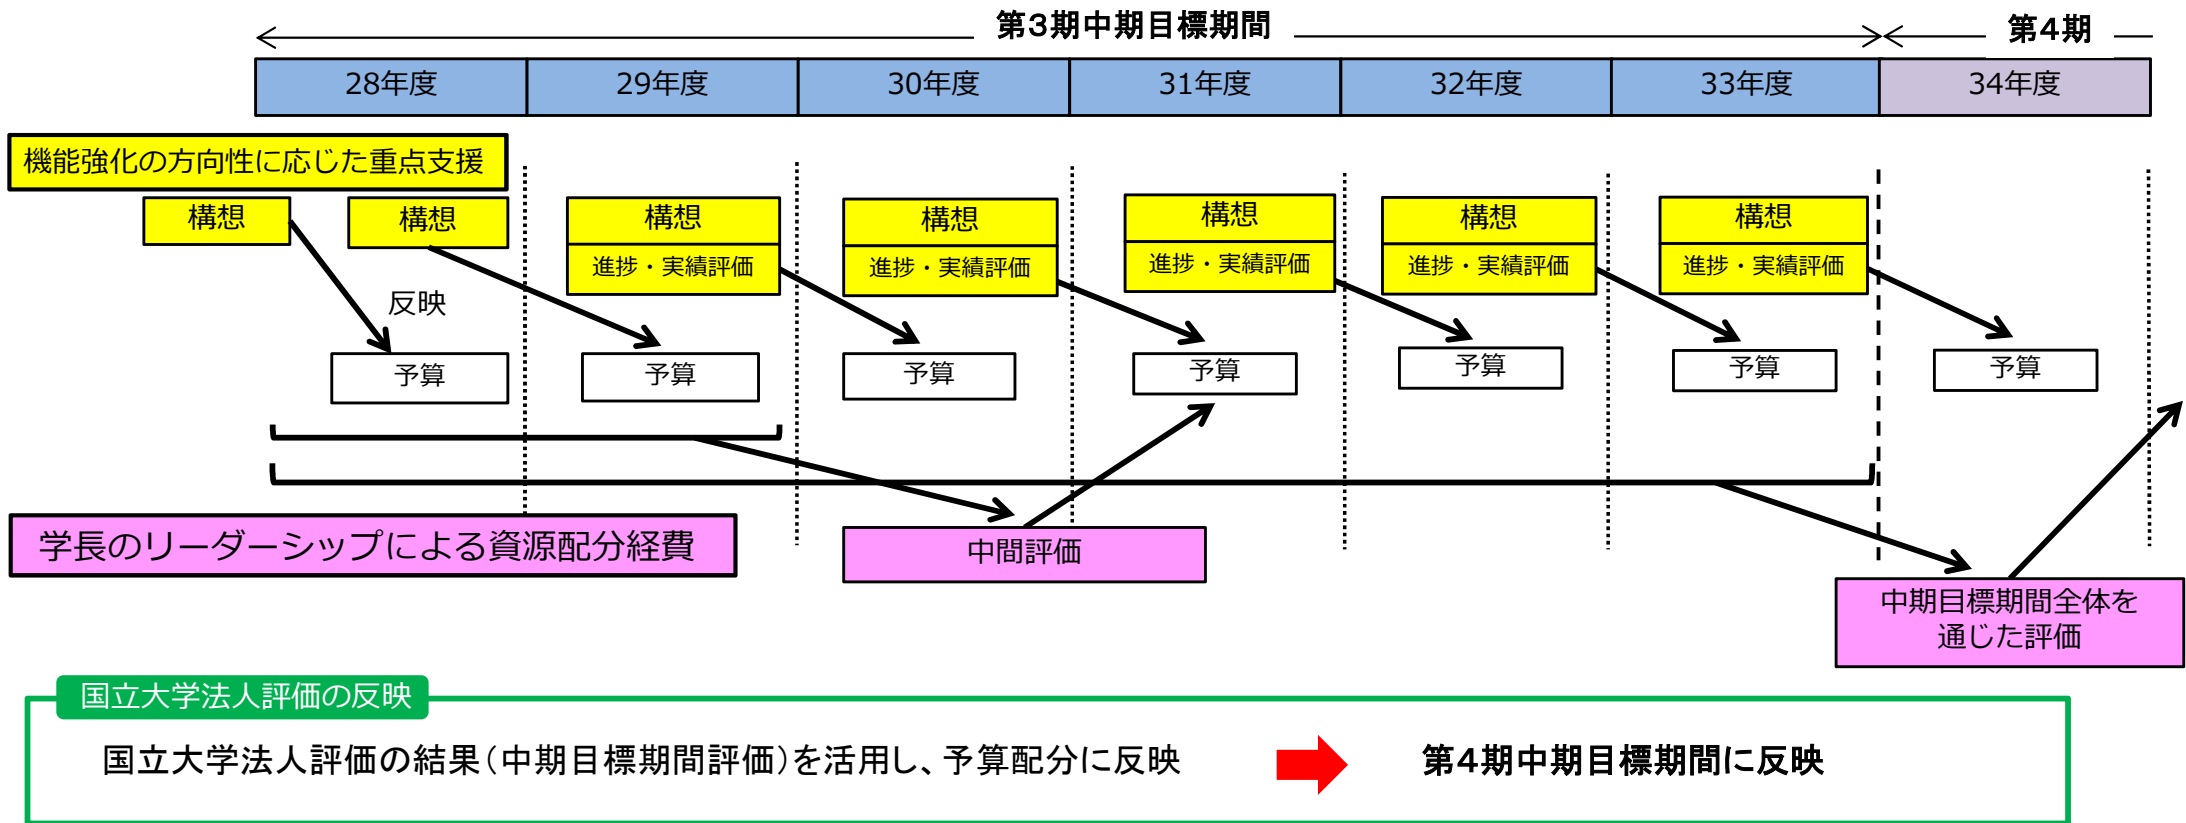 第3期中期目標期間
第4期
28年度
29年度
30年度
31年度
32年度
33年度
34年度
機能強化の方向性に応じた重点支援
構想
構想
構想
進捗・実績評価
構想
進捗・実績評価
構想
進捗・実績評価
構想
進捗・実績評価
構想
進捗・実績評価
反映
予算
予算
予算
予算
予算
予算
予算
学長のリーダーシップによる資源配分経費
中間評価
中期目標期間全体を
通じた評価
国立大学法人評価の反映
国立大学法人評価の結果（中期目標期間評価）を活用し、予算配分に反映
第4期中期目標期間に反映